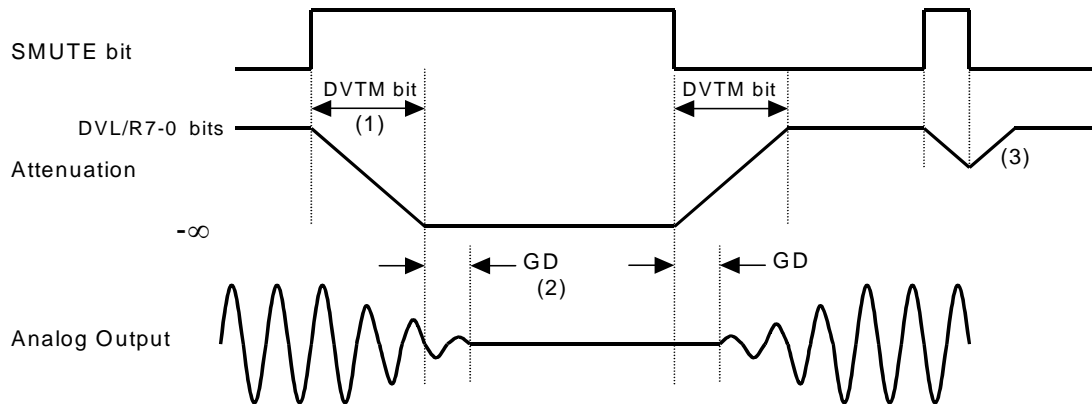 SMUTE bit
DVTM bit
DVTM bit
(1)
DVL/R7-0 bits
Attenuation
(3)
-∞
GD
GD
(2)
Analog Output